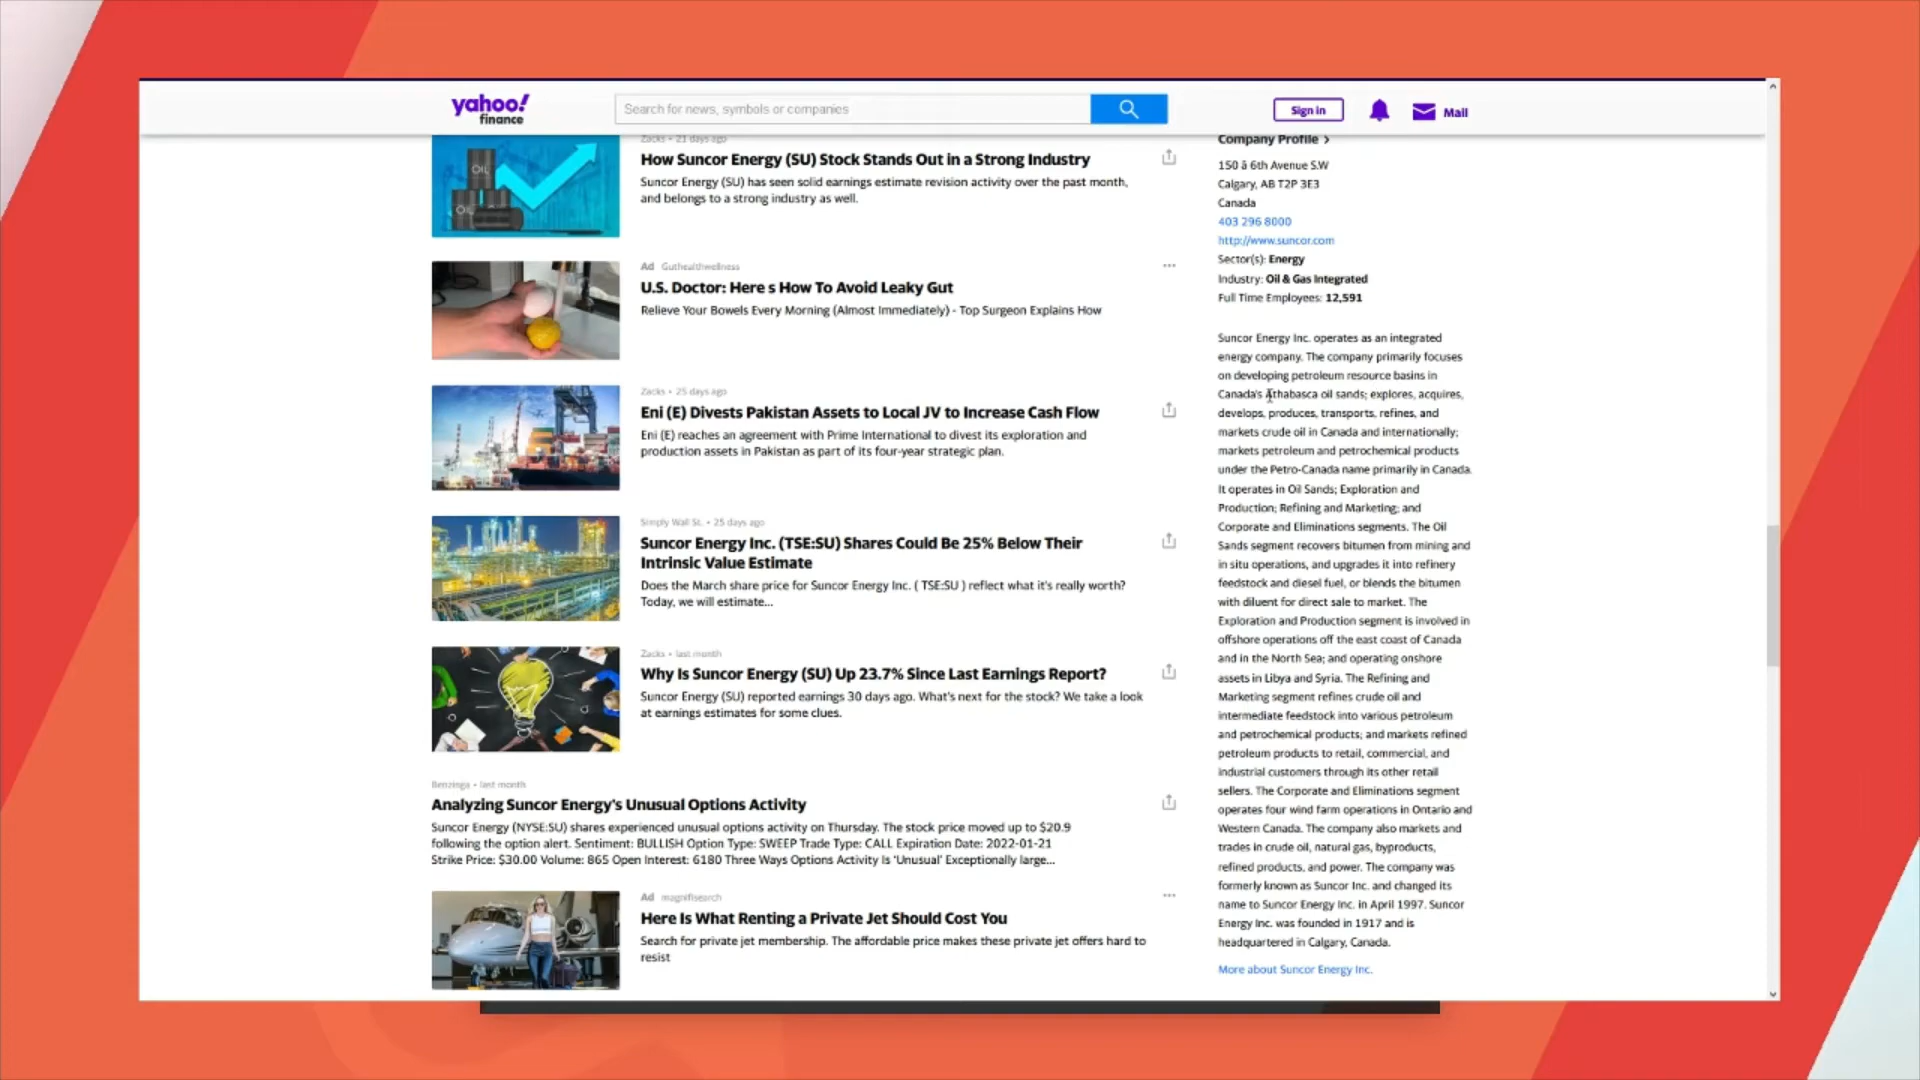 yahoo!
finance
Search for news, symbols or companies
Sign in
Mail
Zacks • 21 days ago
How Suncor Energy (SU) Stock Stands Out in a Strong Industry
Suncor Energy (SU) has seen solid earnings estimate revision activity over the past month,
and belongs to a strong industry as well.
OIL
OIL
Ad Guthealthwellness
U.S. Doctor: Here s How To Avoid Leaky Gut
Relieve Your Bowels Every Morning (Almost Immediately) - Top Surgeon Explains How
Zacks • 25 days ago
Eni (E) Divests Pakistan Assets to Local JV to Increase Cash Flow
Eni (E) reaches an agreement with Prime International to divest its exploration and
production assets in Pakistan as part of its four-year strategic plan.
Simply Wall St. • 25 days ago
Suncor Energy Inc. (TSE:SU) Shares Could Be 25% Below Their
Intrinsic Value Estimate
Does the March share price for Suncor Energy Inc. ( TSE:SU ) reflect what it's really worth?
Today, we will estimate...
Zacks • last month
Why Is Suncor Energy (SU) Up 23.7% Since Last Earnings Report?
Suncor Energy (SU) reported earnings 30 days ago. What's next for the stock? We take a look
at earnings estimates for some clues.
Benzinga • last month
Analyzing Suncor Energy's Unusual Options Activity
Suncor Energy (NYSE:SU) shares experienced unusual options activity on Thursday. The stock price moved up to $20.9
following the option alert. Sentiment: BULLISH Option Type: SWEEP Trade Type: CALL Expiration Date: 2022-01-21
Strike Price: $30.00 Volume: 865 Open Interest: 6180 Three Ways Options Activity Is 'Unusual' Exceptionally large...
Ad magnifisearch
Here Is What Renting a Private Jet Should Cost You
Search for private jet membership. The affordable price makes these private jet offers hard to
resist
Company Profile
150 â 6th Avenue S.W
Calgary, AB T2P 3E3
Canada
403 296 8000
http://www.suncor.com
Sector(s): Energy
Industry: Oil & Gas Integrated
Full Time Employees: 12,591
Suncor Energy Inc. operates as an integrated
energy company. The company primarily focuses
on developing petroleum resource basins in
Canada's Athabasca oil sands; explores, acquires,
develops, produces, transports, refines, and
markets crude oil in Canada and internationally;
markets petroleum and petrochemical products
under the Petro-Canada name primarily in Canada.
It operates in Oil Sands; Exploration and
Production; Refining and Marketing; and
Corporate and Eliminations segments. The Oil
Sands segment recovers bitumen from mining and
in situ operations, and upgrades it into refinery
feedstock and diesel fuel, or blends the bitumen
with diluent for direct sale to market. The
Exploration and Production segment is involved in
offshore operations off the east coast of Canada
and in the North Sea; and operating onshore
assets in Libya and Syria. The Refining and
Marketing segment refines crude oil and
intermediate feedstock into various petroleum
and petrochemical products; and markets refined
petroleum products to retail, commercial, and
industrial customers through its other retail
sellers. The Corporate and Eliminations segment
operates four wind farm operations in Ontario and
Western Canada. The company also markets and
trades in crude oil, natural gas, byproducts,
refined products, and power. The company was
formerly known as Suncor Inc. and changed its
name to Suncor Energy Inc. in April 1997. Suncor
Energy Inc. was founded in 1917 and is
headquartered in Calgary, Canada.
More about Suncor Energy Inc.